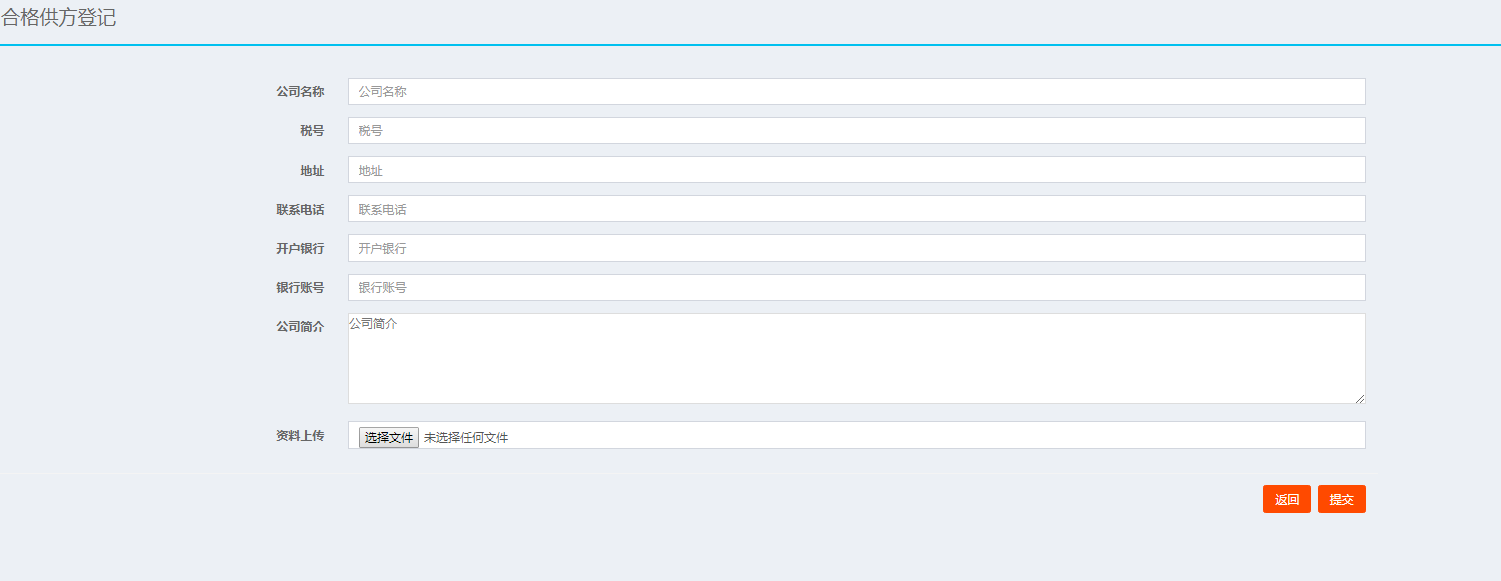 合格供方登记
公司名称 公司名称
税号 税号
地址 地址
联系电话 联系电话
开户银行 开户银行
银行账号 银行账号
公司简介 公司简介
资料上传 选择文件 未选择任何文件
返回 提交